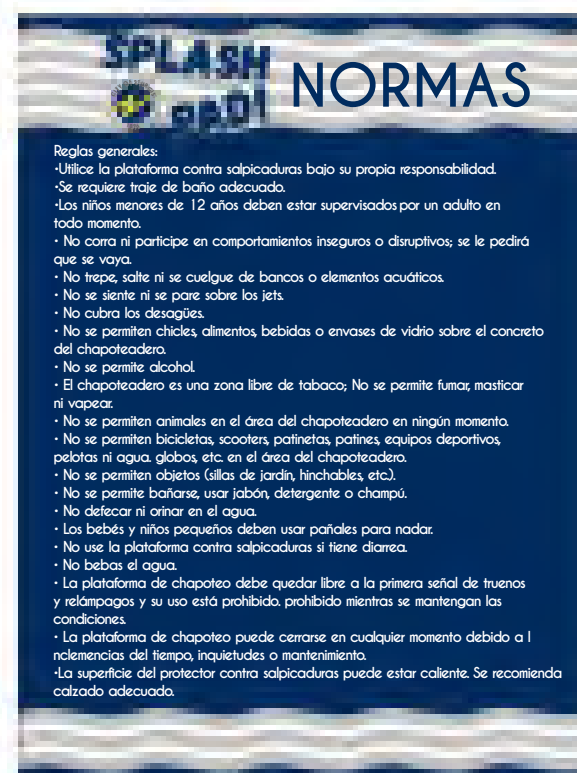 SPLASH
PAD!
NORMAS
Reglas generales:
•Utilice la plataforma contra salpicaduras bajo su propia responsabilidad.
•Se requiere traje de baño adecuado.
•Los niños menores de 12 años deben estar supervisados por un adulto en
todo momento.
• No corra ni participe en comportamientos inseguros o disruptivos; se le pedirá
que se vaya.
• No trepe, salte ni se cuelgue de bancos o elementos acuáticos.
• No se siente ni se pare sobre los jets.
• No cubra los desagües.
• No se permiten chicles, alimentos, bebidas o envases de vidrio sobre el concreto
del chapoteadero.
• No se permite alcohol.
• El chapoteadero es una zona libre de tabaco; No se permite fumar, masticar
ni vapear.
• No se permiten animales en el área del chapoteadero en ningún momento.
• No se permiten bicicletas, scooters, patinetas, patines, equipos deportivos,
pelotas ni agua. globos, etc. en el área del chapoteadero.
• No se permiten objetos (sillas de jardín, hinchables, etc.).
• No se permite bañarse, usar jabón, detergente o champú.
• No defecar ni orinar en el agua.
• Los bebés y niños pequeños deben usar pañales para nadar.
• No use la plataforma contra salpicaduras si tiene diarrea.
• No bebas el agua.
• La plataforma de chapoteo debe quedar libre a la primera señal de truenos
y relámpagos y su uso está prohibido. prohibido mientras se mantengan las
condiciones.
• La plataforma de chapoteo puede cerrarse en cualquier momento debido a l
nclemencias del tiempo, inquietudes o mantenimiento.
•La superficie del protector contra salpicaduras puede estar caliente. Se recomienda
calzado adecuado.